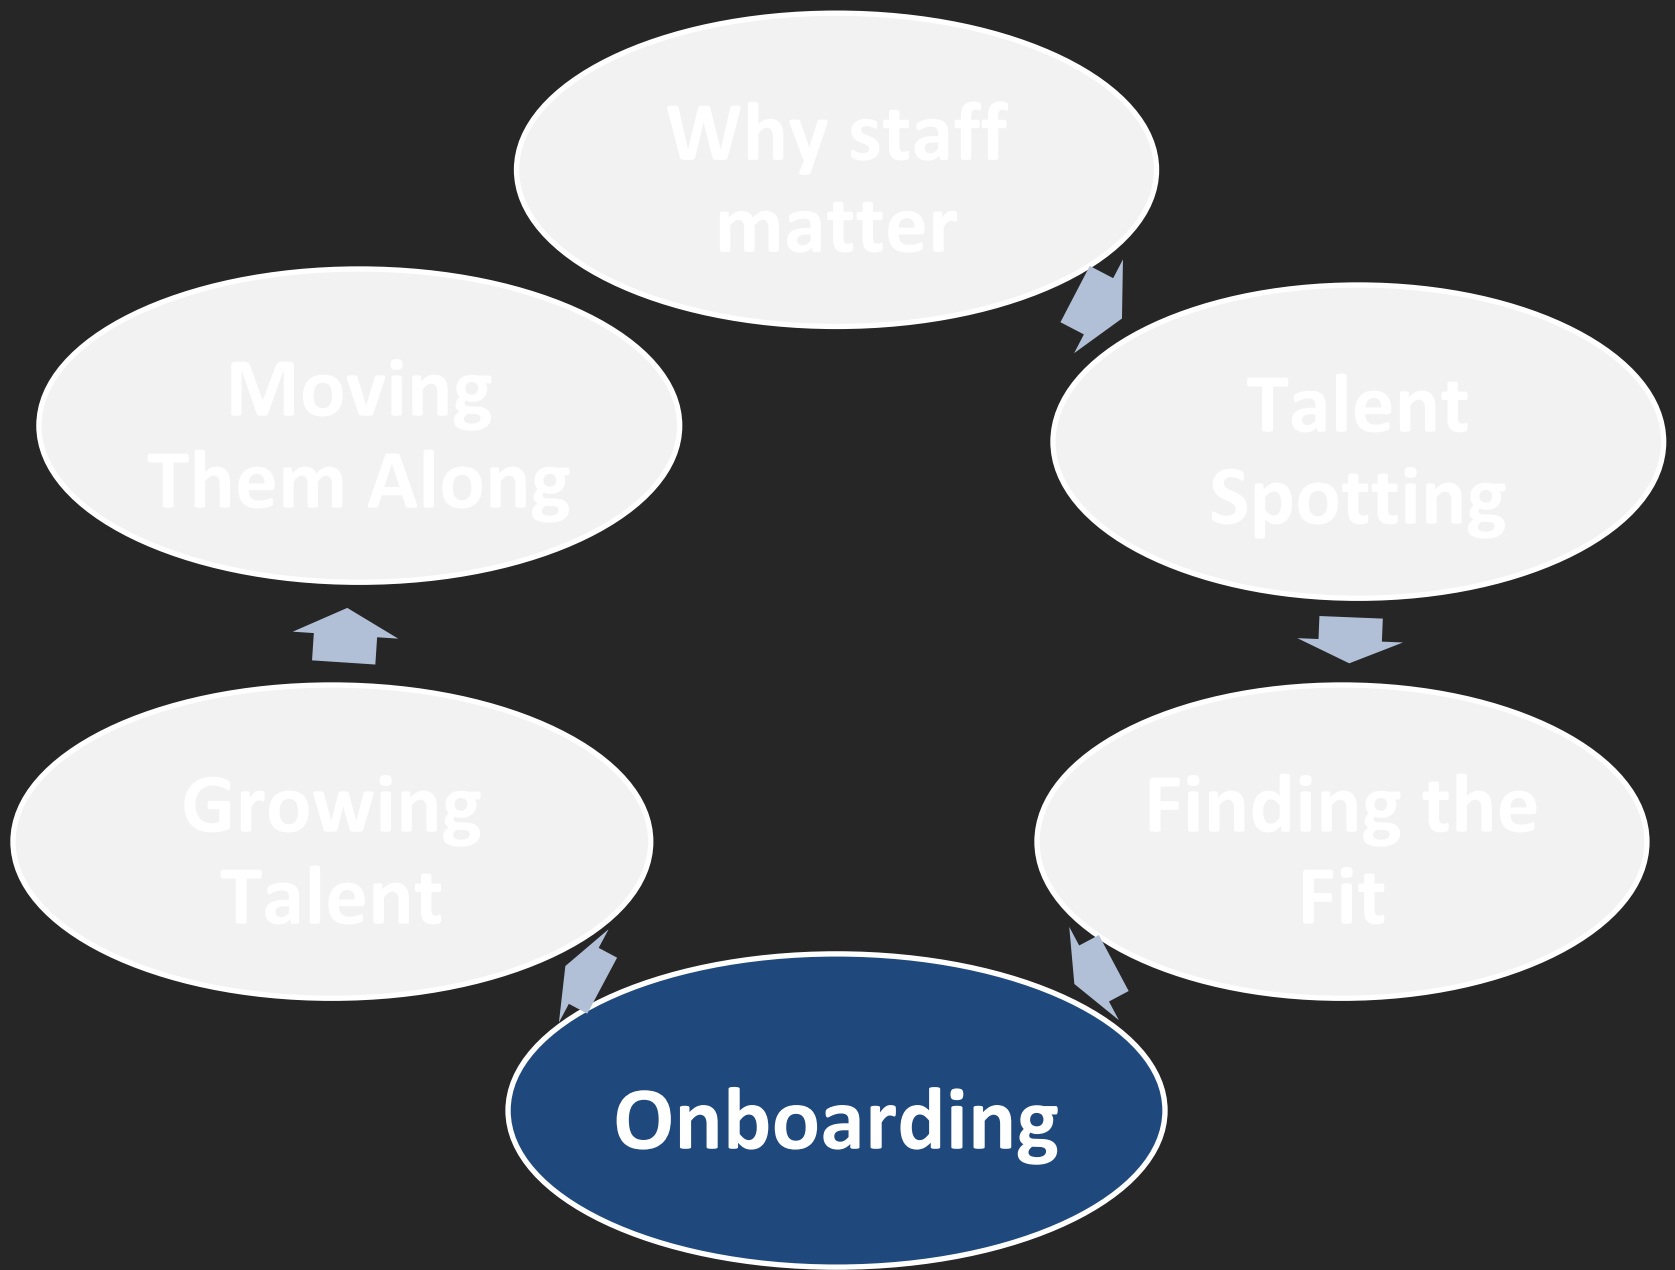 Why staff
matter
Talent
Spotting
Finding the
Fit
Onboarding
Growing
Talent
Moving
Them Along